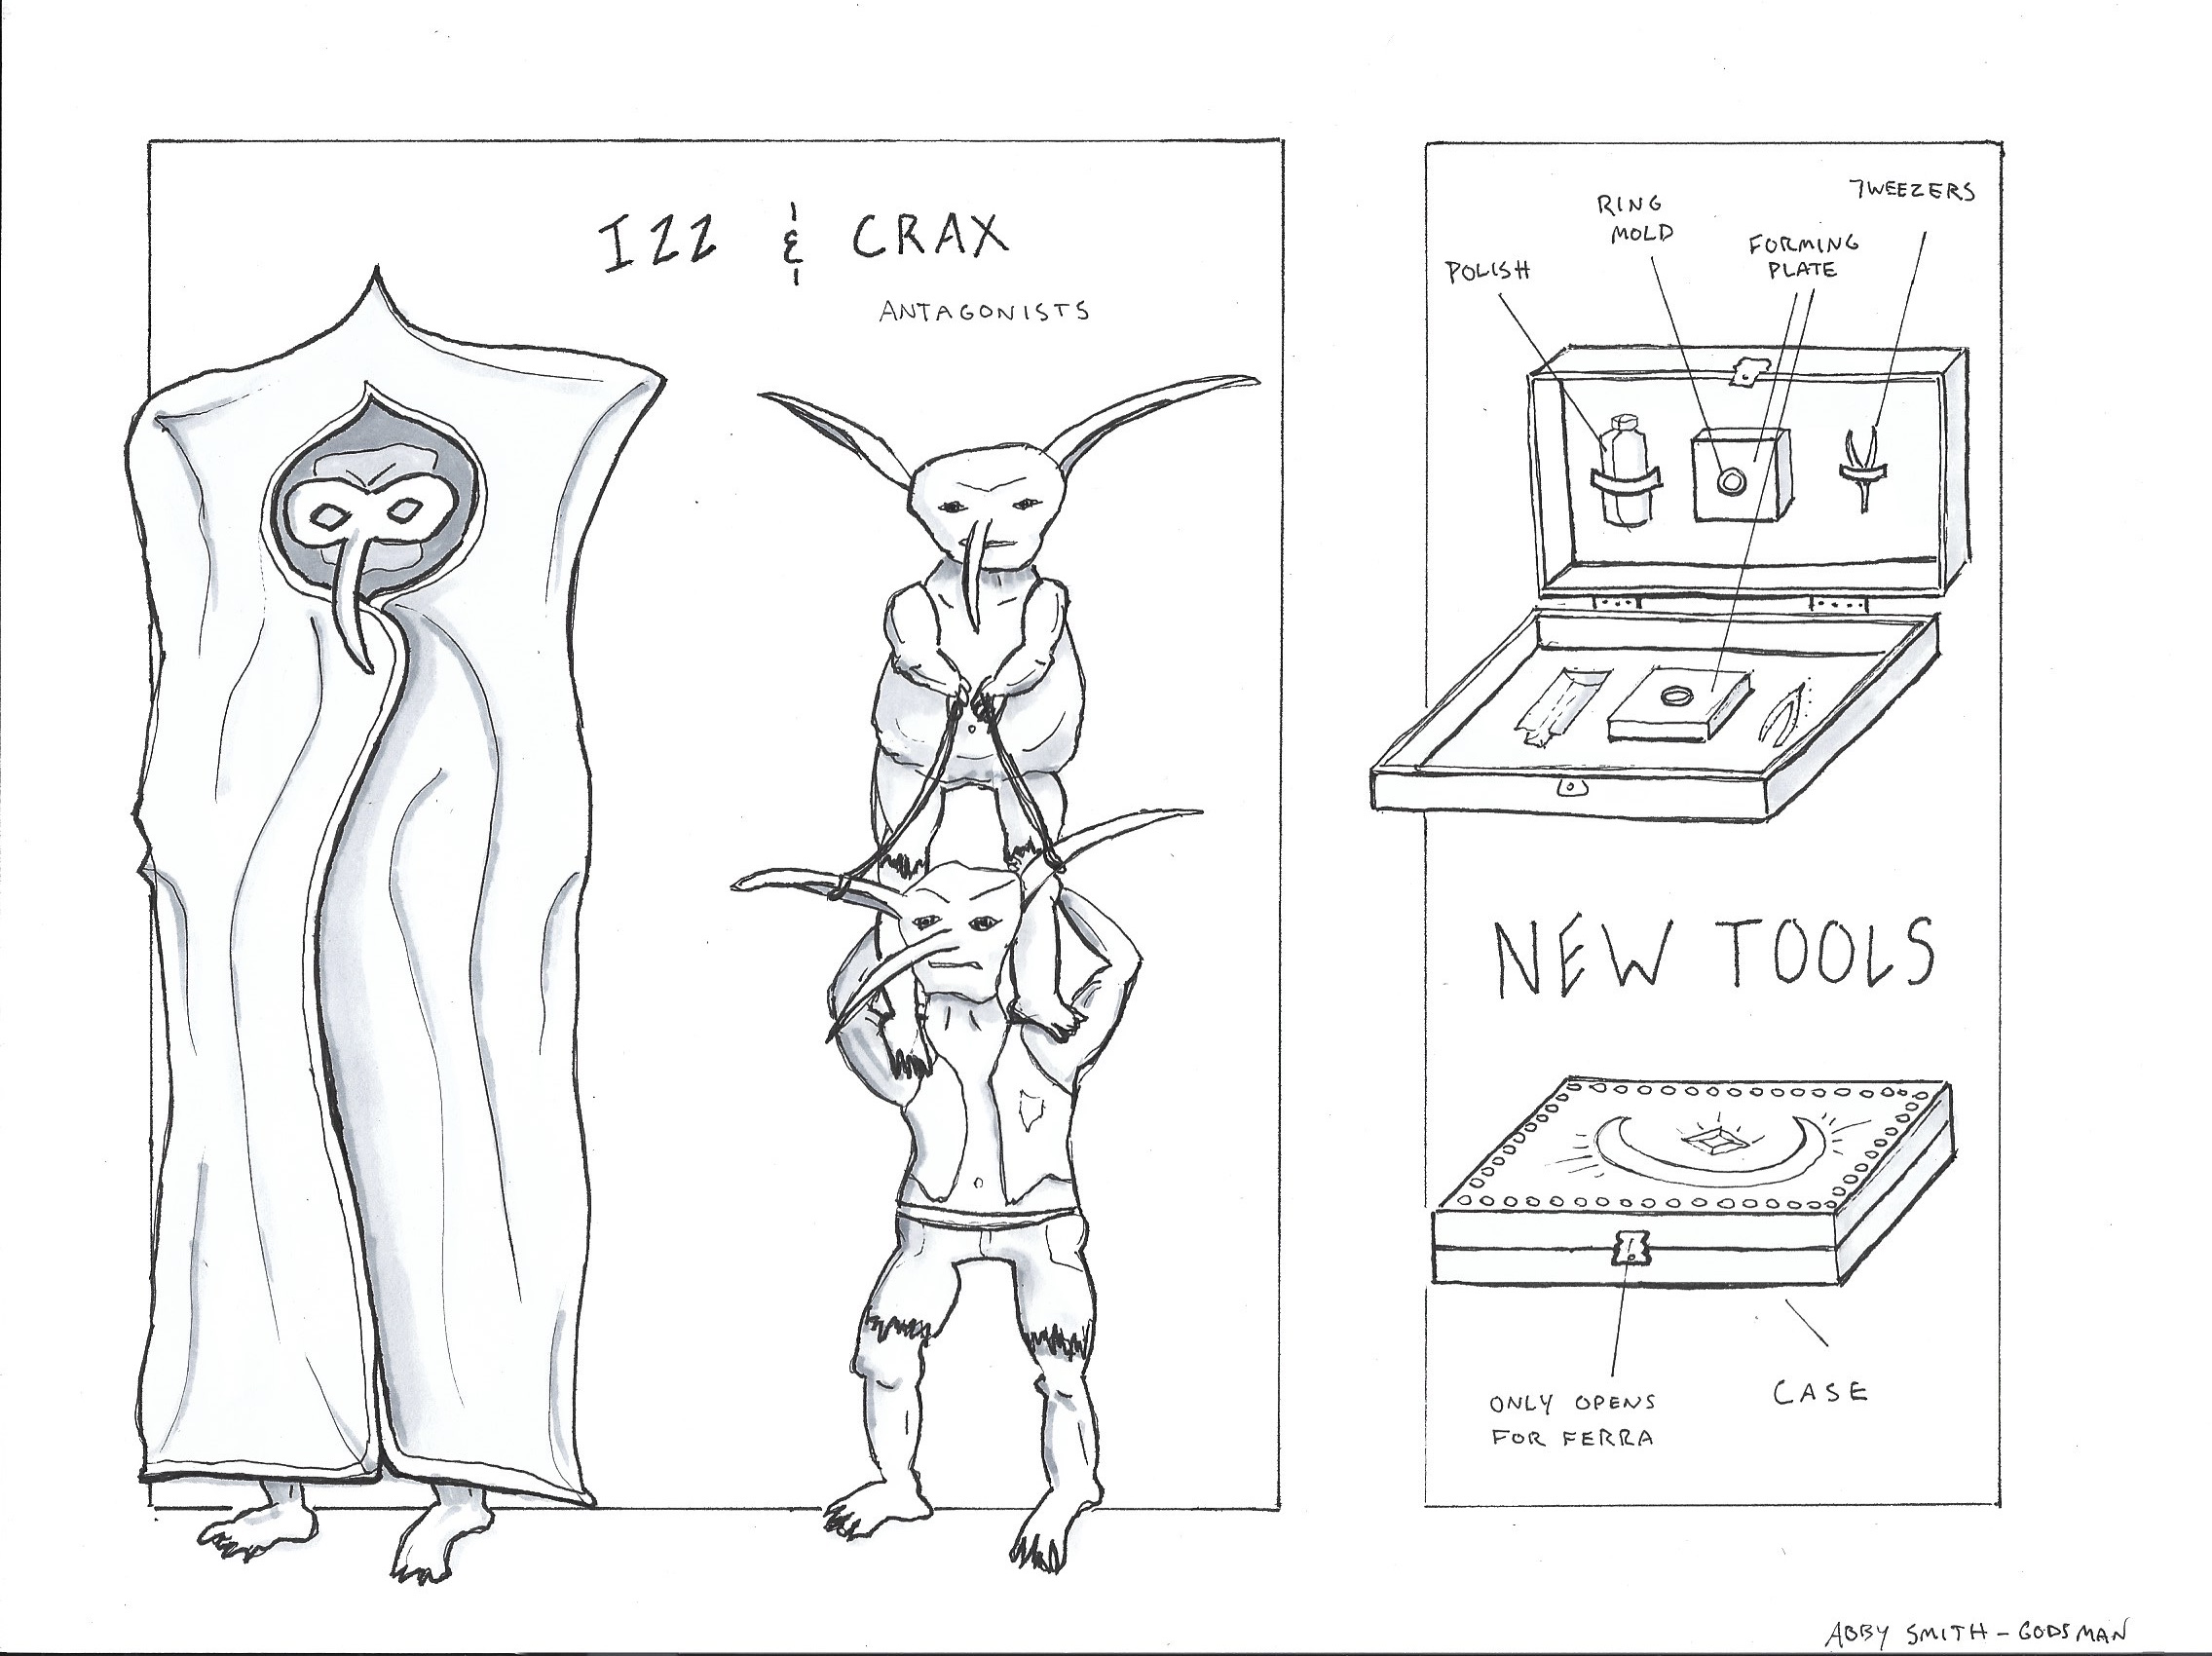 IZZ & CRAX
ANTAGONISTS
TWEEZERS
RING
MOLD
FORMING
PLATE
POLISH
NEW TOOLS
ONLY OPENS
FOR FERRA
CASE
ABBY SMITH-GODSMAN